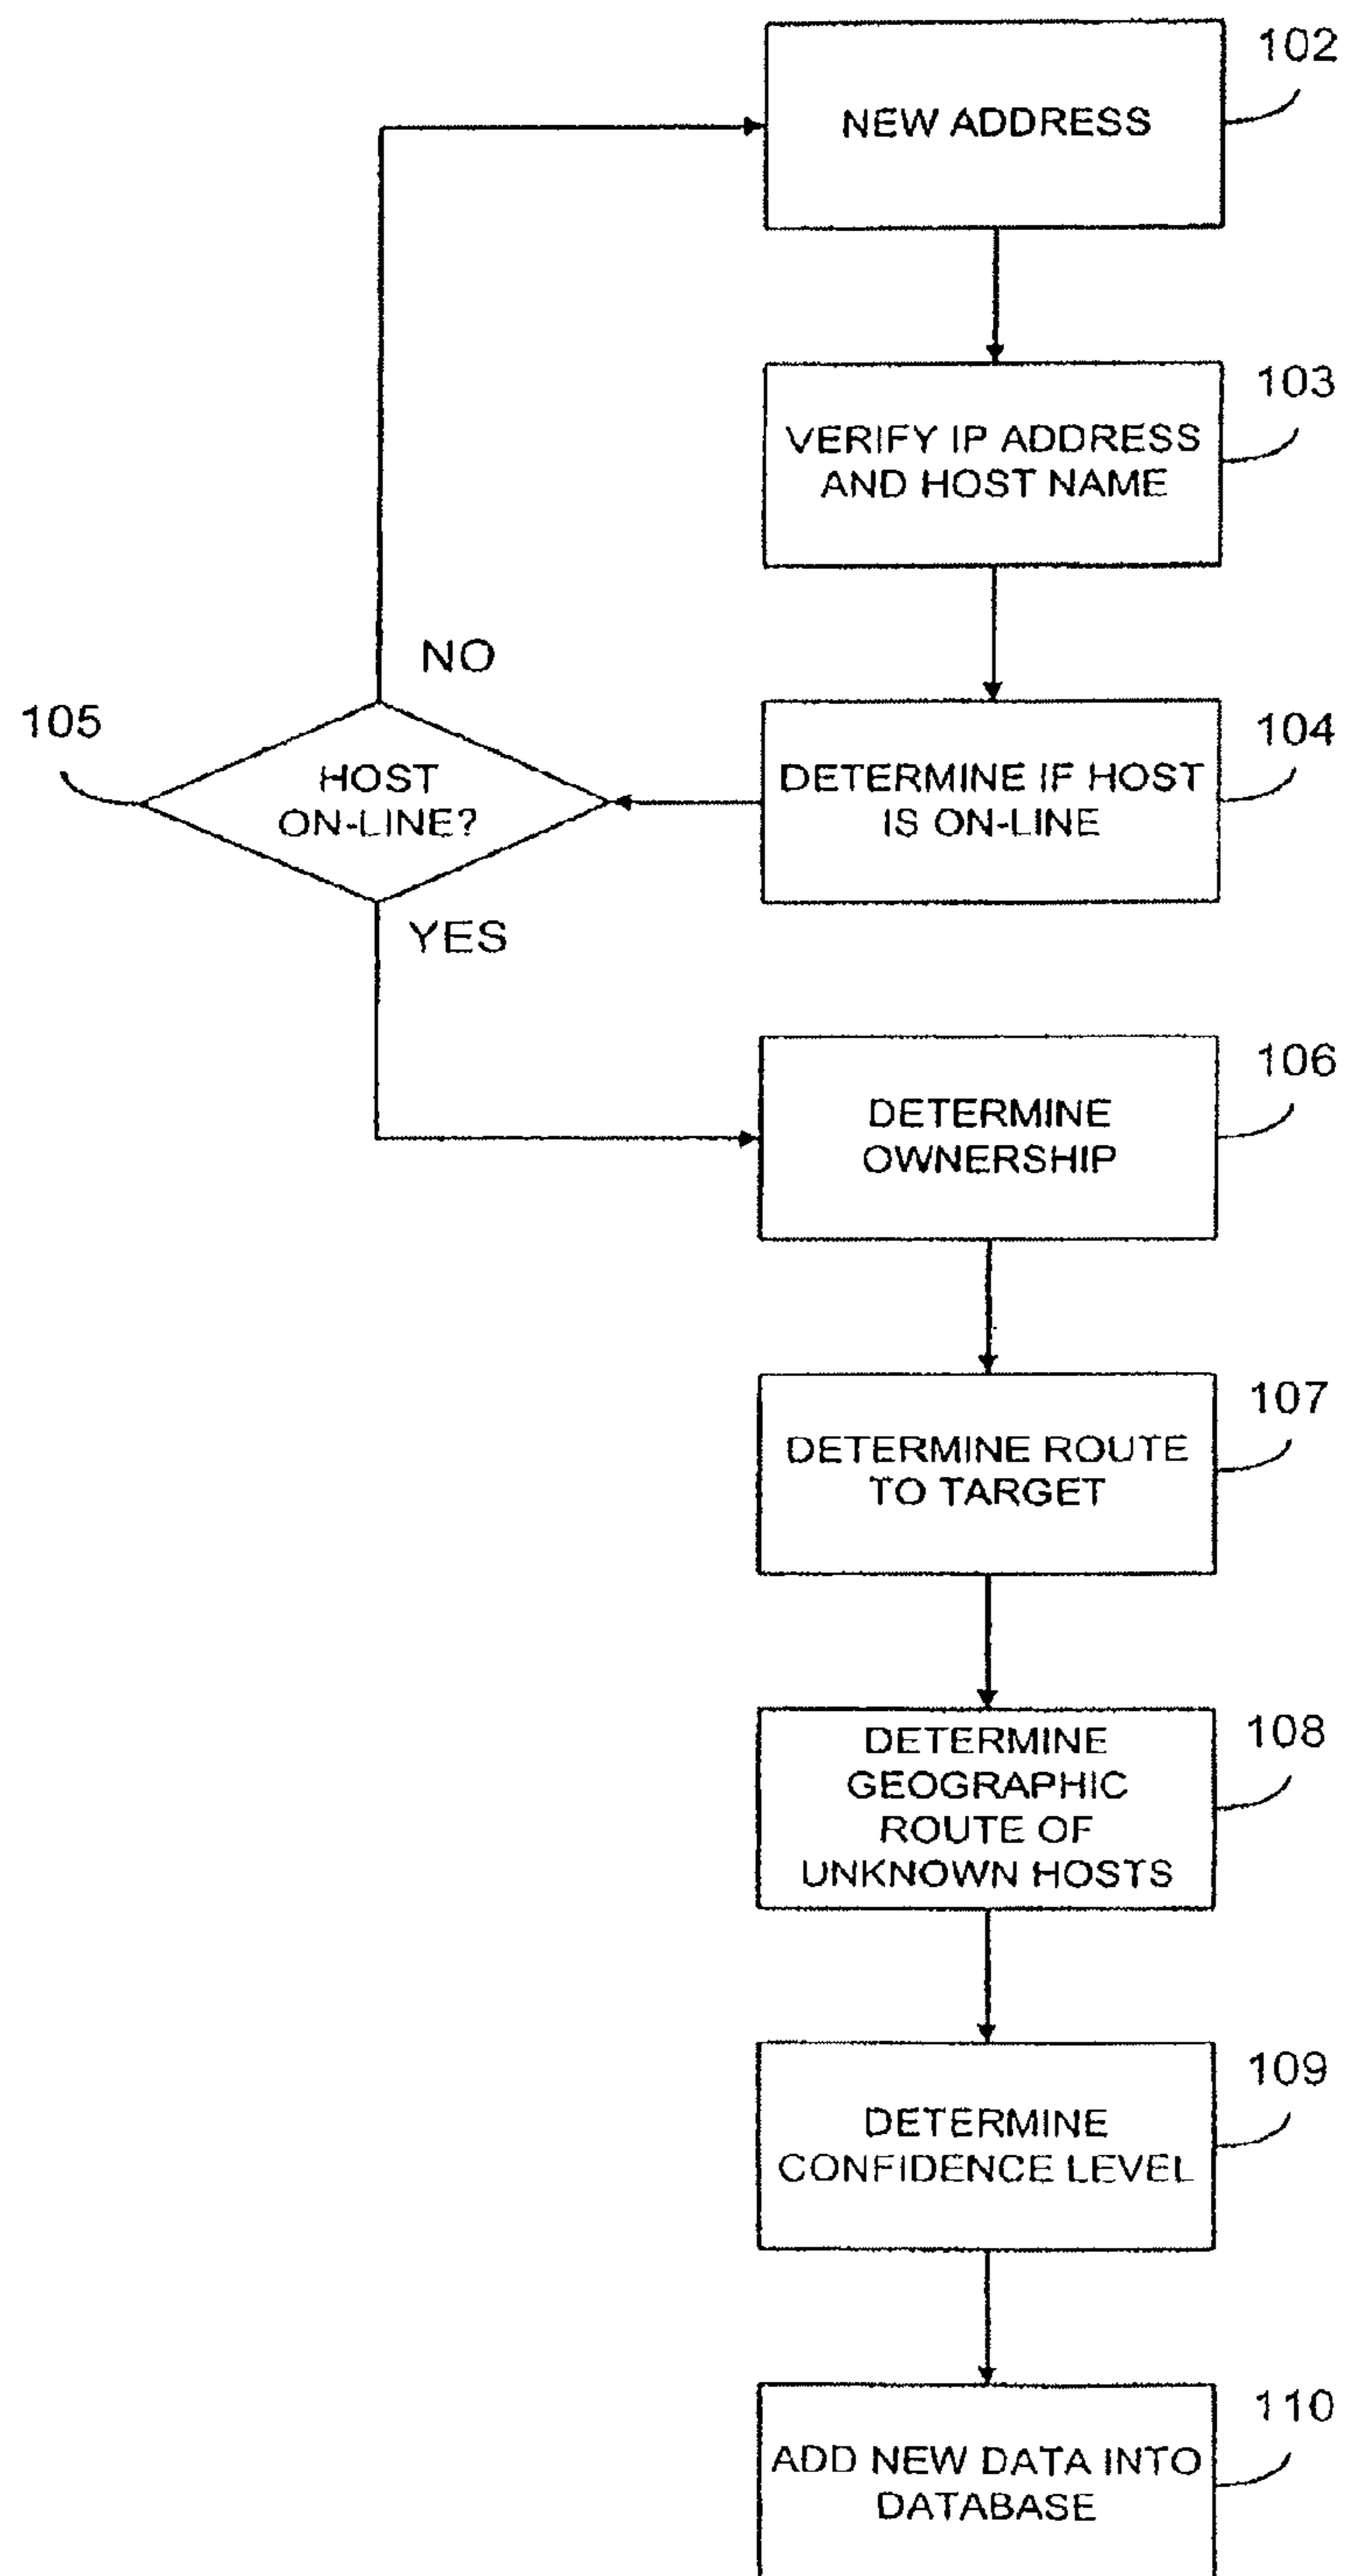 102
NEW ADDRESS
103
VERIFY IP ADDRESS
AND HOST NAME
NO
105
HOST
ON-LINE?
104
DETERMINE IF HOST
IS ON-LINE
YES
106
DETERMINE
OWNERSHIP
107
DETERMINE ROUTE
TO TARGET
108
DETERMINE
GEOGRAPHIC
ROUTE OF
UNKNOWN HOSTS
109
DETERMINE
CONFIDENCE LEVEL
110
ADD NEW DATA INTO
DATABASE